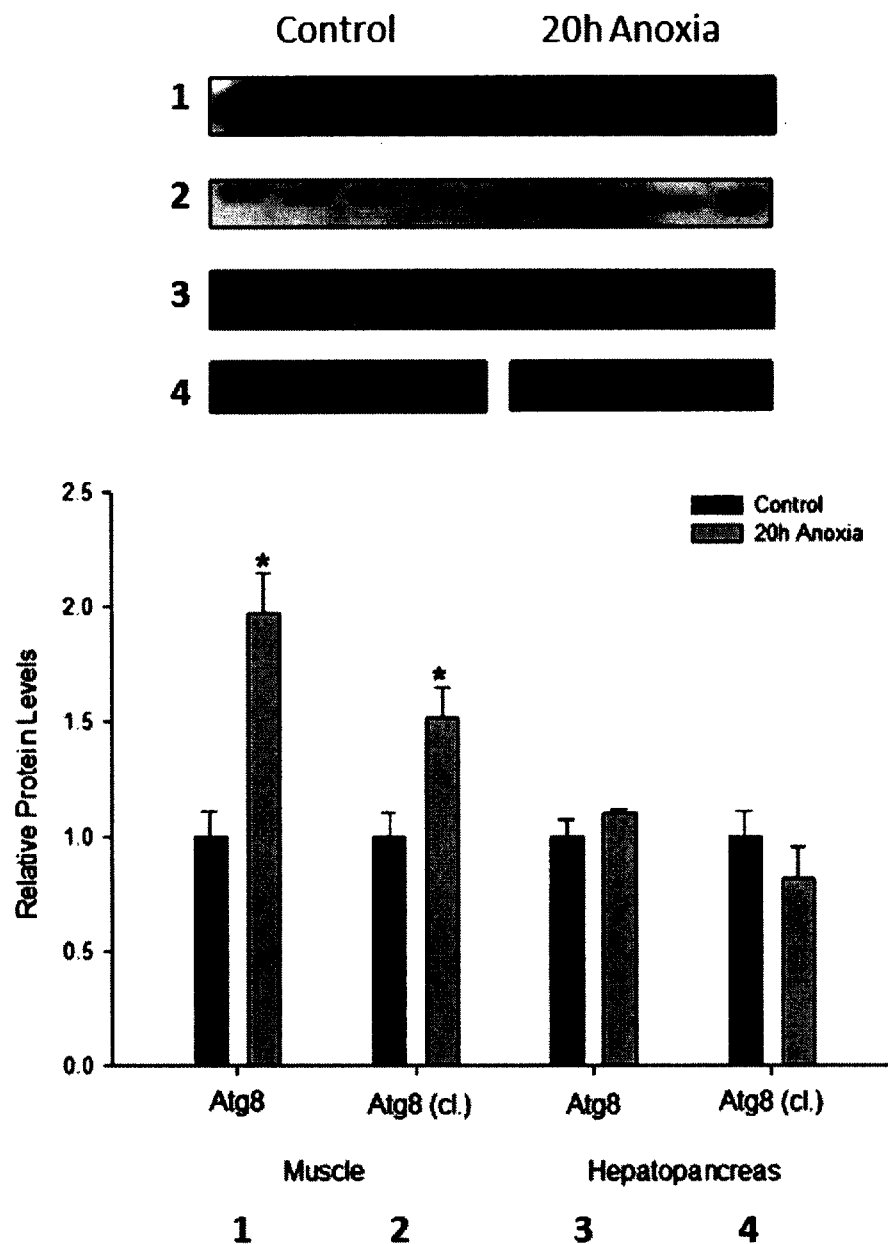 Control 20h Anoxia
1
2
3
4
2.5
Control
20h Anoxia
*
2.0
*
1.5
1.0
0.5
0.0
Relative Protein Levels
Atg8 Atg8 (cl.) Atg8 Atg8 (cl.)
Muscle Hepatopancreas
1 2 3 4